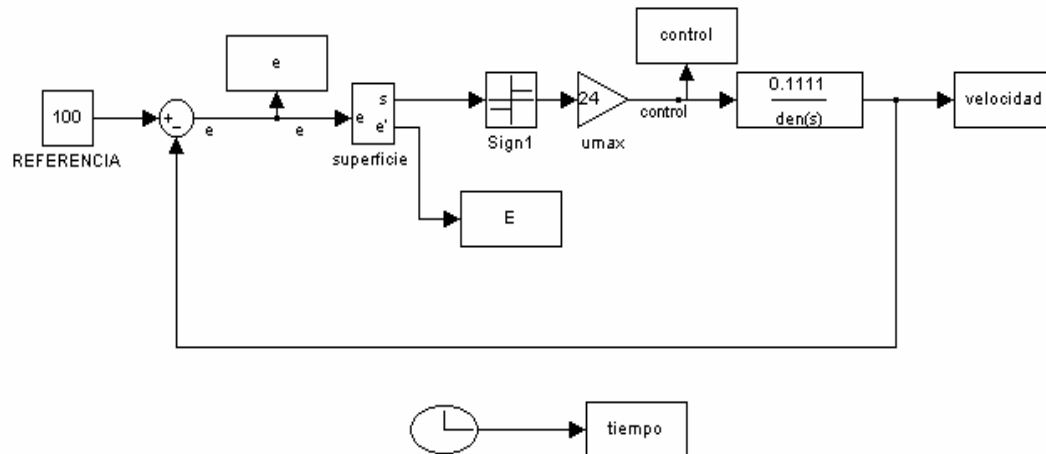 control
e
24
0.1111
den(s)
100
+
−
e
e
e
s
e'
control
velocidad
REFERENCIA
superficie
Sign1
umax
E
tiempo